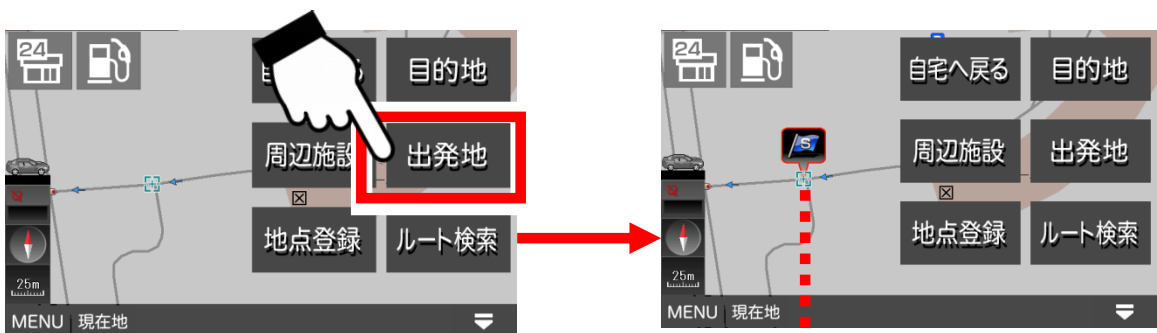 24
目的地
周辺施設
出発地
地点登録
ルート検索
25m
MENU 現在地
24
自宅へ戻る
目的地
S
周辺施設
出発地
地点登録
ルート検索
25m
MENU 現在地